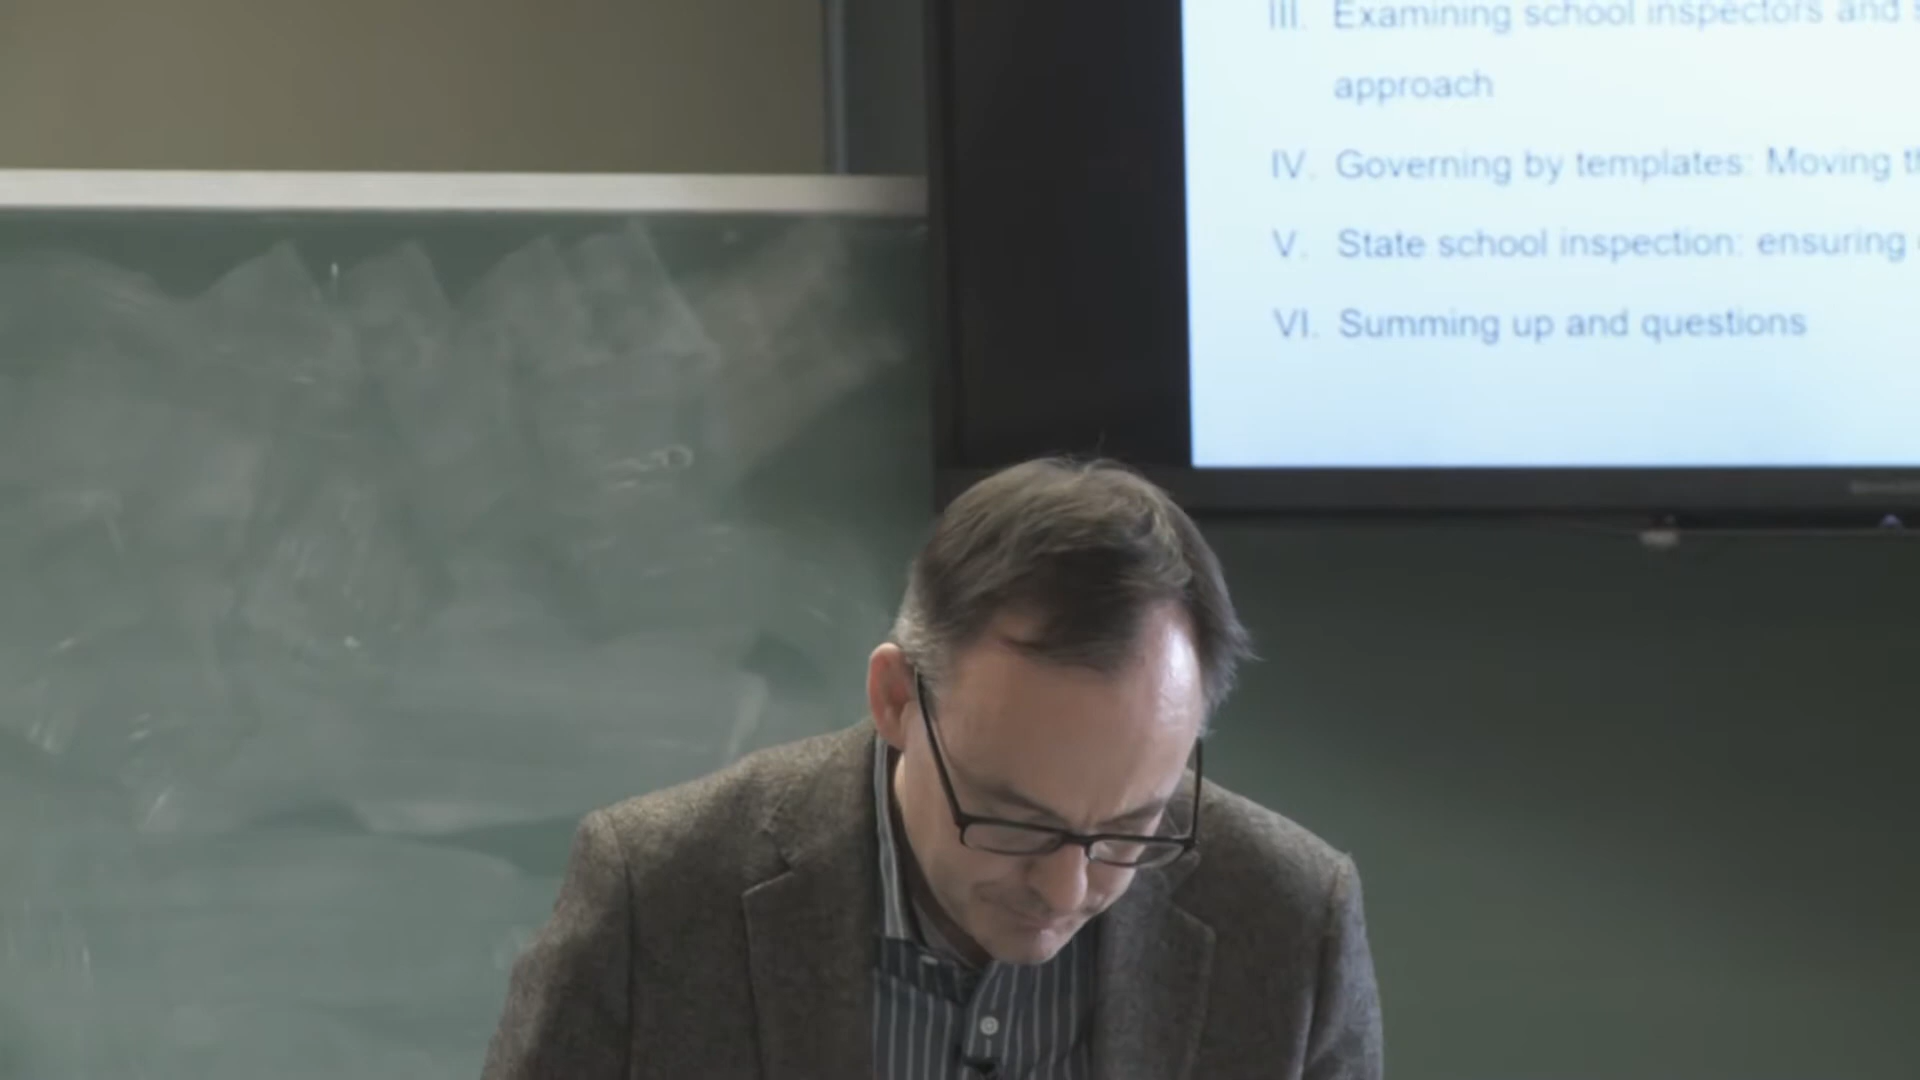 III. Examining school inspectors and
approach
IV. Governing by templates: Moving
V. State school inspection: ensuring
VI. Summing up and questions